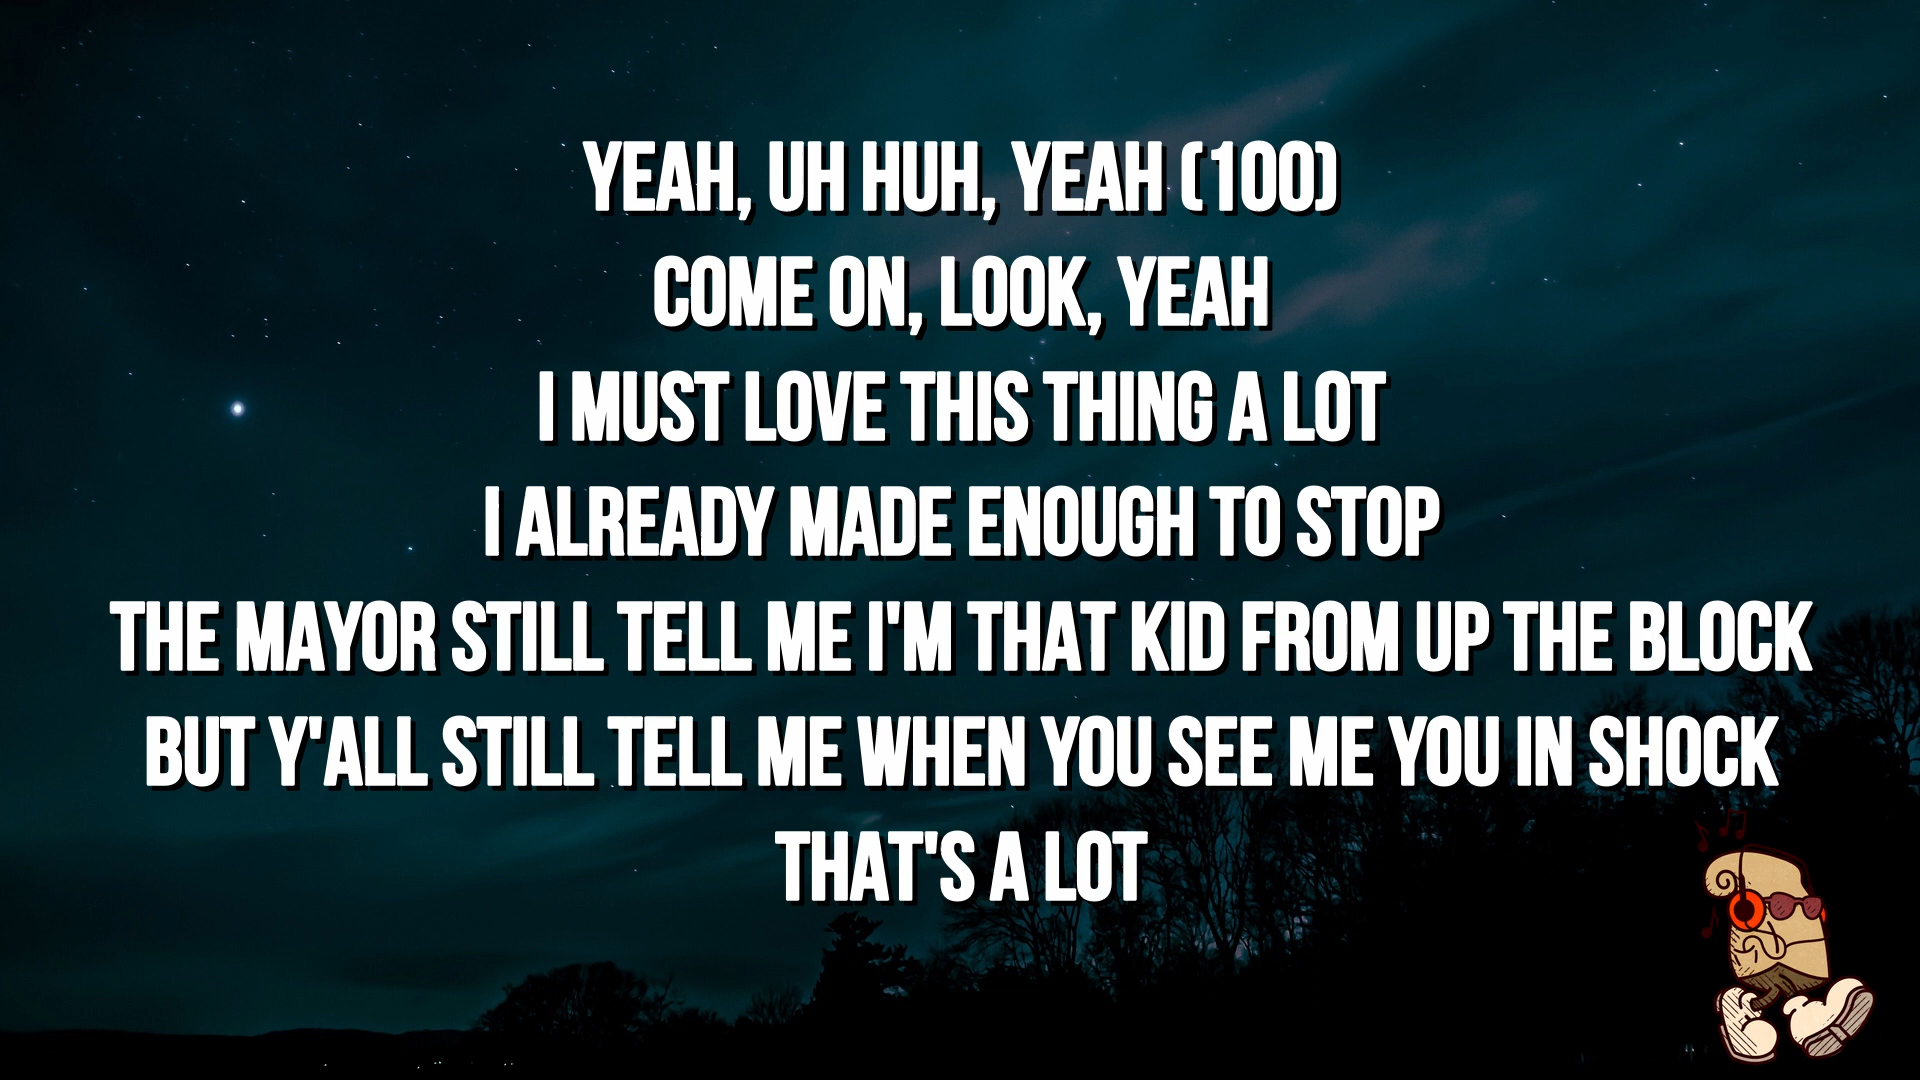 YEAH, UH HUH, YEAH (100)
COME ON, LOOK, YEAH
I MUST LOVE THIS THING A LOT
I ALREADY MADE ENOUGH TO STOP
THE MAYOR STILL TELL ME I'M THAT KID FROM UP THE BLOCK
BUT Y'ALL STILL TELL ME WHEN YOU SEE ME YOU IN SHOCK
THAT'S A LOT